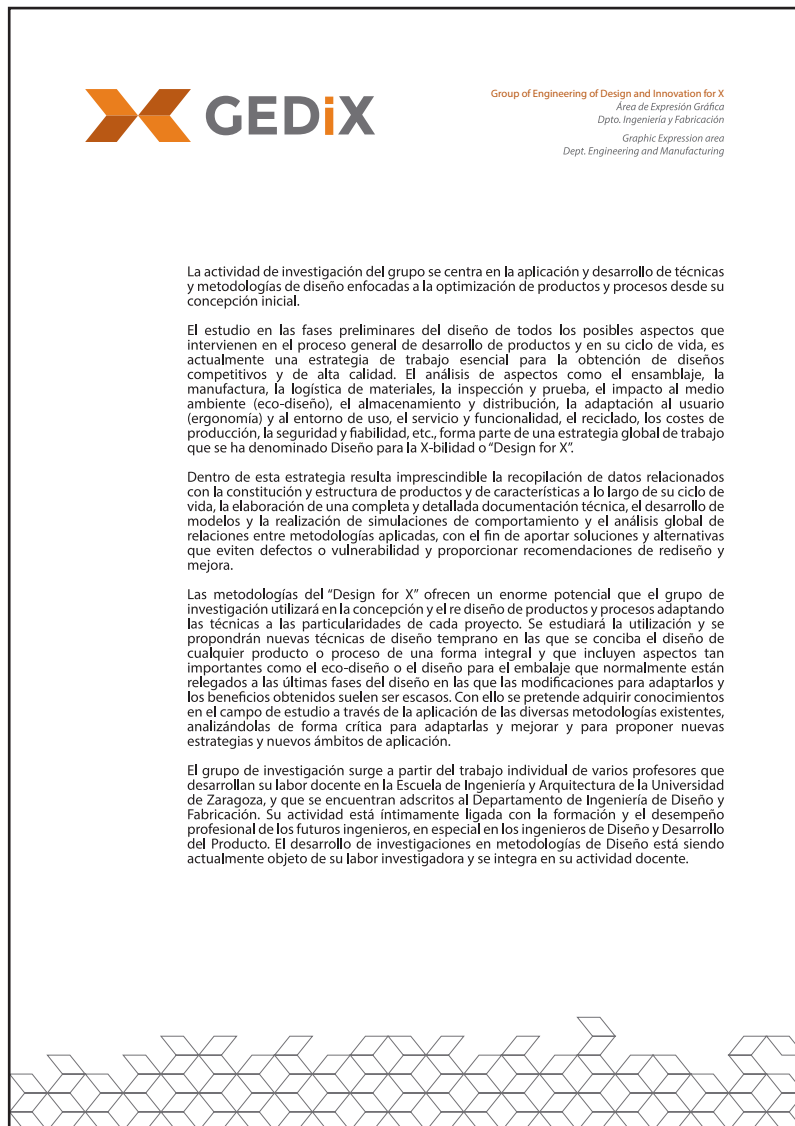 GEDiX
Group of Engineering of Design and Innovation for X
Área de Expresión Gráfica
Dpto. Ingeniería y Fabricación
Graphic Expression area
Dept. Engineering and Manufacturing
La actividad de investigación del grupo se centra en la aplicación y desarrollo de técnicas
y metodologías de diseño enfocadas a la optimización de productos y procesos desde su
concepción inicial.
El estudio en las fases preliminares del diseño de todos los posibles aspectos que
intervienen en el proceso general de desarrollo de productos y en su ciclo de vida, es
actualmente una estrategia de trabajo esencial para la obtención de diseños
competitivos y de alta calidad. El análisis de aspectos como el ensamblaje, la
manufactura, la logística de materiales, la inspección y prueba, el impacto al medio
ambiente (eco-diseño), el almacenamiento y distribución, la adaptación al usuario
(ergonomía) y al entorno de uso, el servicio y funcionalidad, el reciclado, los costes de
producción, la seguridad y fiabilidad, etc., forma parte de una estrategia global de trabajo
que se ha denominado Diseño para la X-bilidad o “Design for X”.
Dentro de esta estrategia resulta imprescindible la recopilación de datos relacionados
con la constitución y estructura de productos y de características a lo largo de su ciclo de
vida, la elaboración de una completa y detallada documentación técnica, el desarrollo de
modelos y la realización de simulaciones de comportamiento y el análisis global de
relaciones entre metodologías aplicadas, con el fin de aportar soluciones y alternativas
que eviten defectos o vulnerabilidad y proporcionar recomendaciones de rediseño y
mejora.
Las metodologías del “Design for X” ofrecen un enorme potencial que el grupo de
investigación utilizará en la concepción y el re diseño de productos y procesos adaptando
las técnicas a las particularidades de cada proyecto. Se estudiará la utilización y se
propondrán nuevas técnicas de diseño temprano en las que se conciba el diseño de
cualquier producto o proceso de una forma integral y que incluyen aspectos tan
importantes como el eco-diseño o el diseño para el embalaje que normalmente están
relegados a las últimas fases del diseño en las que las modificaciones para adaptarlos y
los beneficios obtenidos suelen ser escasos. Con ello se pretende adquirir conocimientos
en el campo de estudio a través de la aplicación de las diversas metodologías existentes,
analizándolas de forma crítica para adaptarlas y mejorar y para proponer nuevas
estrategias y nuevos ámbitos de aplicación.
El grupo de investigación surge a partir del trabajo individual de varios profesores que
desarrollan su labor docente en la Escuela de Ingeniería y Arquitectura de la Universidad
de Zaragoza, y que se encuentran adscritos al Departamento de Ingeniería de Diseño y
Fabricación. Su actividad está íntimamente ligada con la formación y el desempeño
profesional de los futuros ingenieros, en especial en los ingenieros de Diseño y Desarrollo
del Producto. El desarrollo de investigaciones en metodologías de Diseño está siendo
actualmente objeto de su labor investigadora y se integra en su actividad docente.